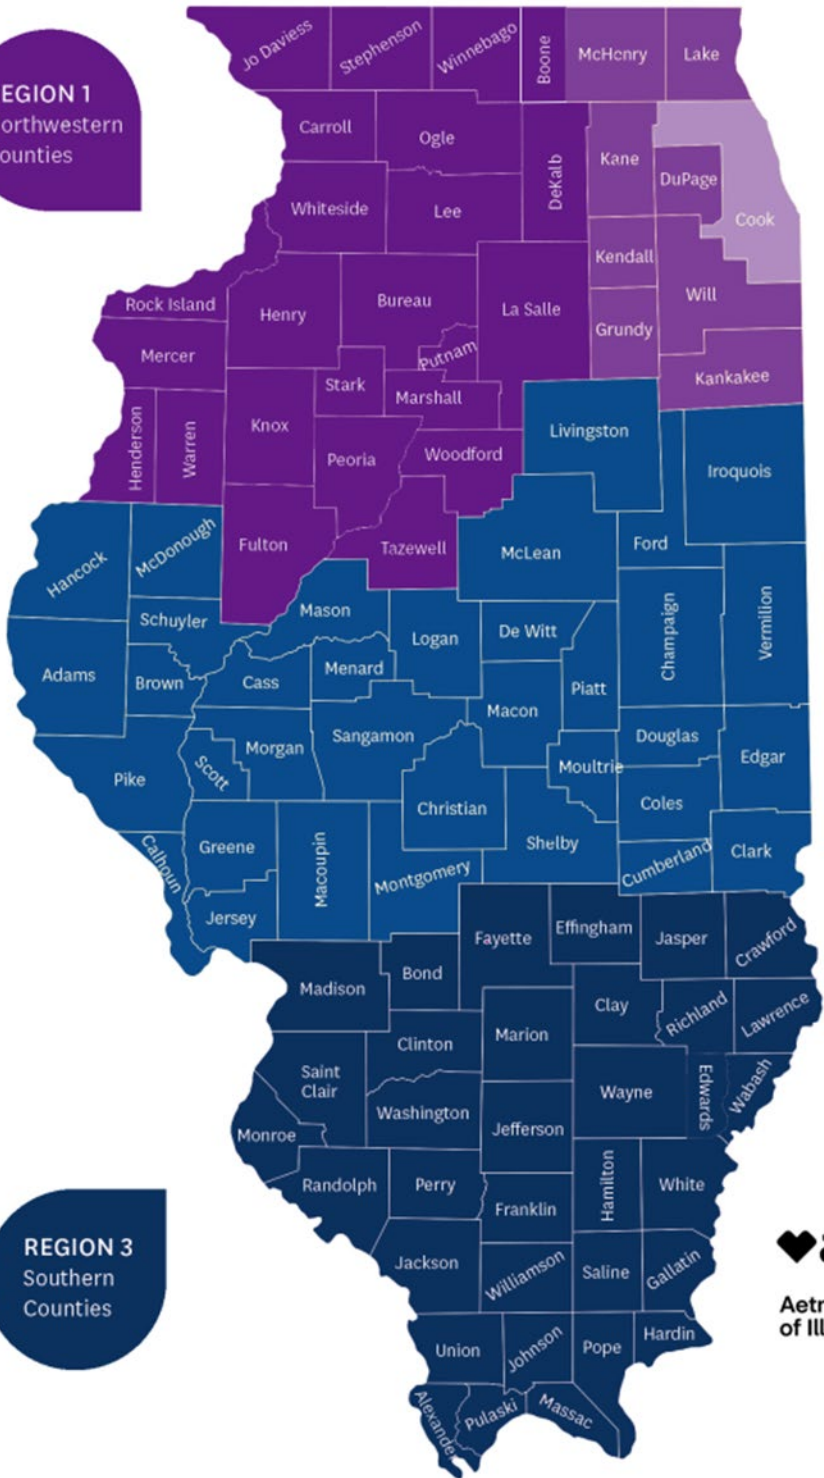 Jo Daviess
Stephenson
Winnebago
Boone
McHenry
Lake
EGION 1
orthwestern
ounties
Carroll
Ogle
DeKalb
Kane
DuPage
Cook
Whiteside
Lee
Kendall
Rock Island
Henry
Bureau
La Salle
Will
Grundy
Mercer
Putnam
Stark
Marshall
Kankakee
Henderson
Warren
Knox
Peoria
Woodford
Livingston
Iroquois
Fulton
Tazewell
McLean
Ford
Hancock
McDonough
Schuyler
Mason
Logan
De Witt
Champaign
Vermilion
Adams
Brown
Cass
Menard
Piatt
Macon
Scott
Morgan
Sangamon
Douglas
Edgar
Pike
Moultrie
Christian
Coles
Calhoun
Greene
Macoupin
Montgomery
Shelby
Cumberland
Clark
Jersey
Fayette
Effingham
Jasper
Crawford
Madison
Bond
Clay
Richland
Lawrence
Marion
Clinton
Saint
Clair
Wayne
Edwards
Wabash
Washington
Jefferson
Monroe
Randolph
Perry
Hamilton
White
Franklin
REGION 3
Southern
Counties
Jackson
Williamson
Saline
Gallatin
Aetn
of Ill
Union
Johnson
Pope
Hardin
Alexander
Pulaski
Massac